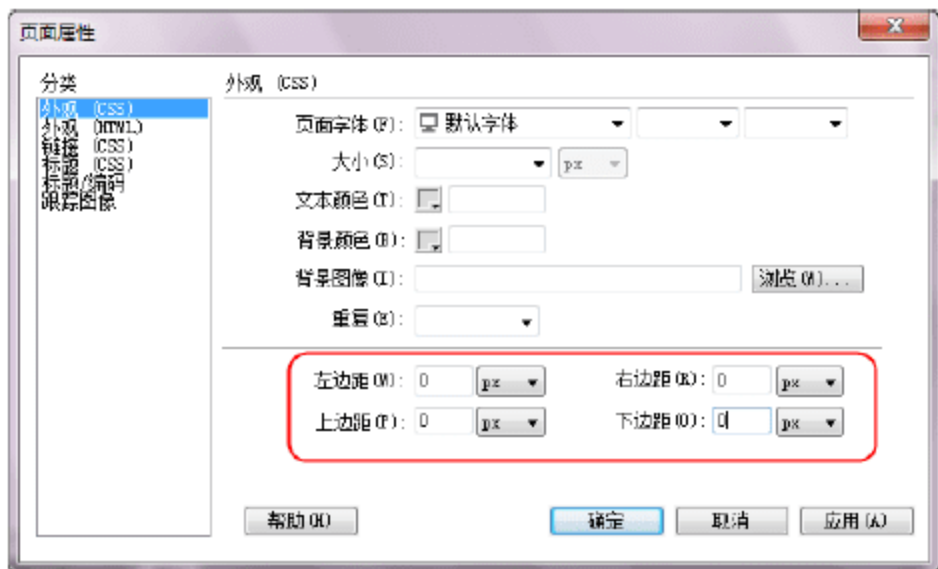 页面属性
分类
外观 (CSS)
外观 (HTML)
链接 (CSS)
标题 (CSS)
标题/编码
跟踪图像
外观 (CSS)
页面字体(F): 默认字体
大小(S): px
文本颜色(T):
背景颜色(B):
背景图像(I): 浏览(W)...
重复(E):
左边距(M): 0 px 右边距(R): 0 px
上边距(P): 0 px 下边距(O): 0 px
帮助(H) 确定 取消 应用(A)